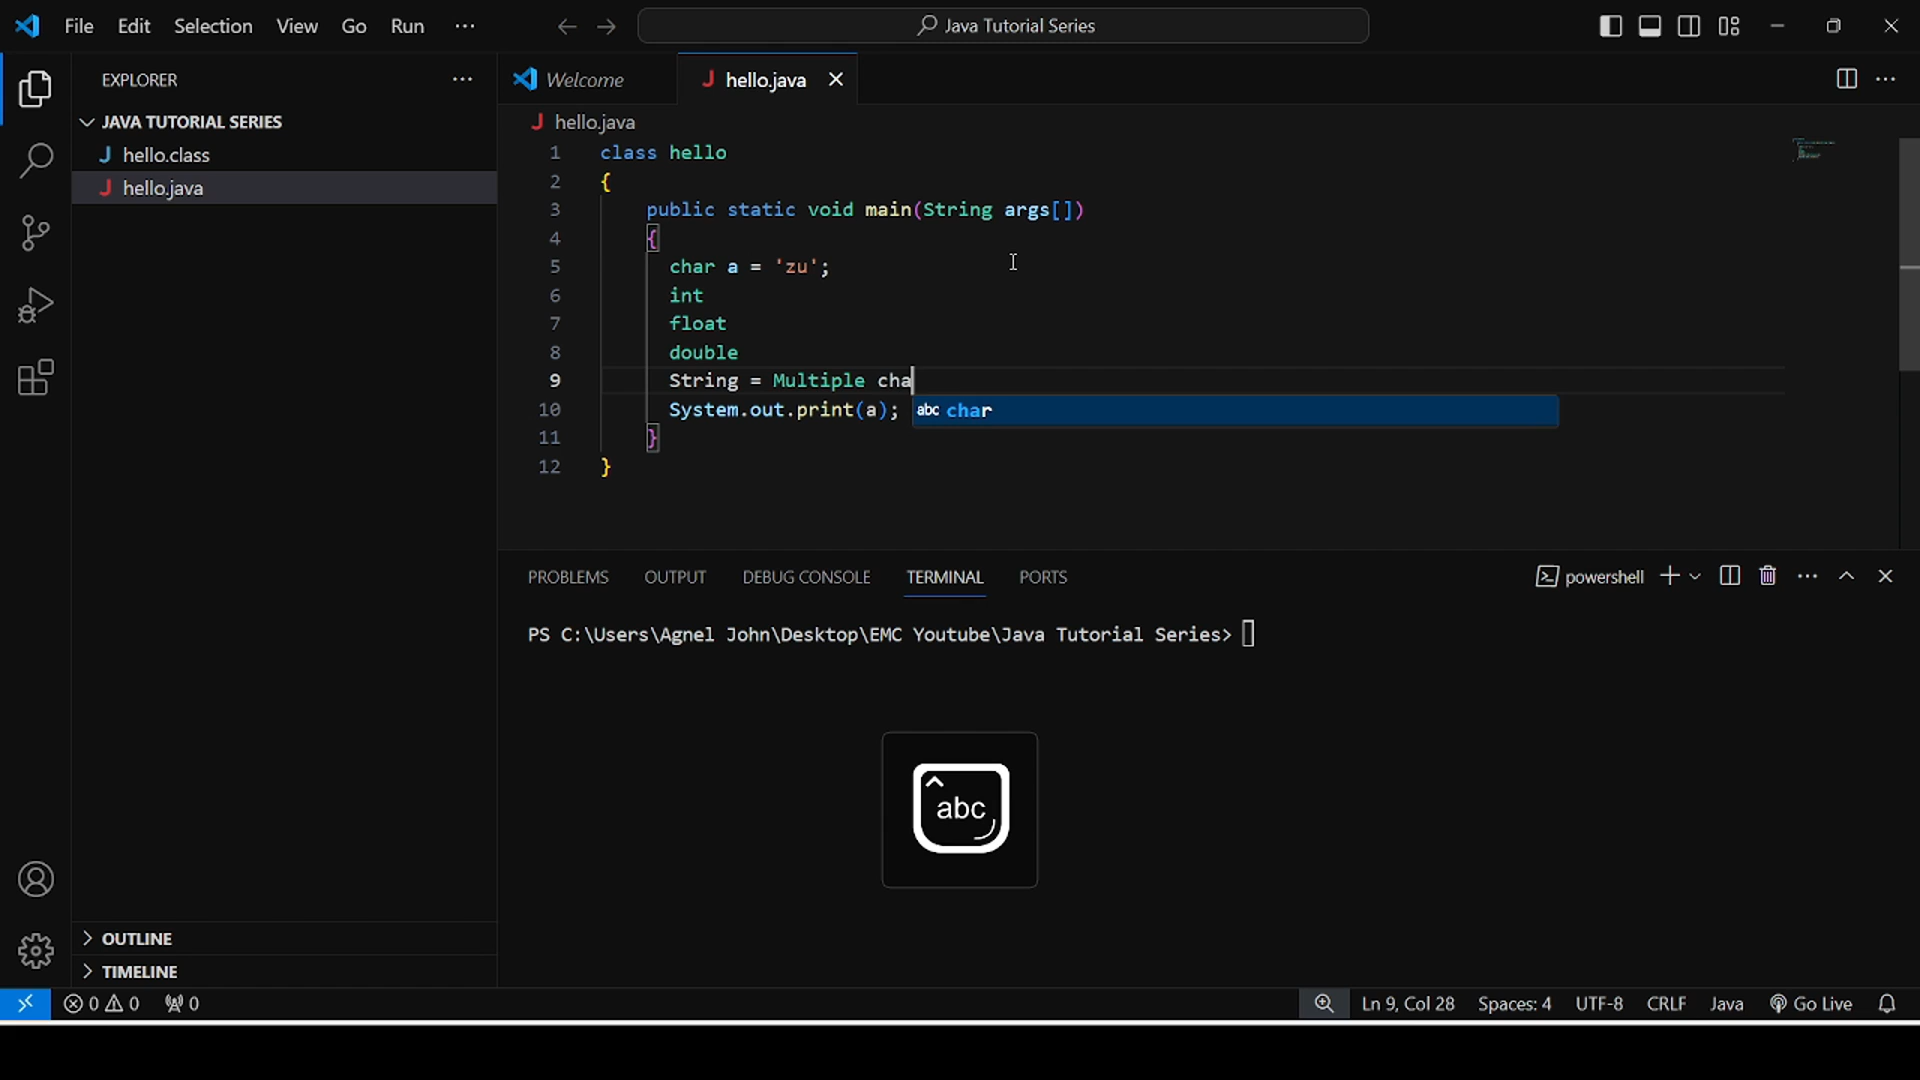 File Edit Selection View Go Run ···
Java Tutorial Series
EXPLORER ···
JAVA TUTORIAL SERIES
J hello.class
J hello.java
Welcome
J hello.java
J hello.java
1 class hello
2 {
3 public static void main(String args[])
4 {
5 char a = 'zu';
6 int
7 float
8 double
9 String = Multiple cha
10 System.out.print(a);
abc char
11 }
12 }
PROBLEMS OUTPUT DEBUG CONSOLE TERMINAL PORTS
powershell
PS C:\Users\Agnel John\Desktop\EMC Youtube\Java Tutorial Series>
abc
OUTLINE
TIMELINE
0 0 0
Ln 9, Col 28 Spaces: 4 UTF-8 CRLF Java Go Live